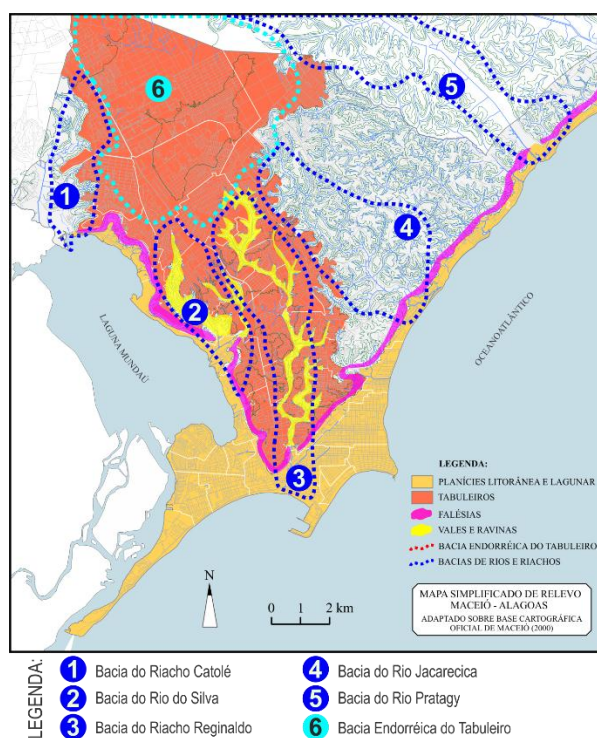 6
5
1
4
2
LAGUNA MUNDAÚ
OCEANOATLÂNTICO
3
LEGENDA:
PLANÍCIES LITORÂNEA E LAGUNAR
TABULEIROS
FALÉSIAS
VALES E RAVINAS
BACIA ENDORRÉICA DO TABULEIRO
BACIAS DE RIOS E RIACHOS
N
0 1 2 km
MAPA SIMPLIFICADO DE RELEVO
MACEIÓ - ALAGOAS
ADAPTADO SOBRE BASE CARTOGRÁFICA
OFICIAL DE MACEIÓ (2000)
LEGENDA:
1 Bacia do Riacho Catolé
2 Bacia do Rio do Silva
3 Bacia do Riacho Reginaldo
4 Bacia do Rio Jacarecica
5 Bacia do Rio Pratagy
6 Bacia Endorréica do Tabuleiro